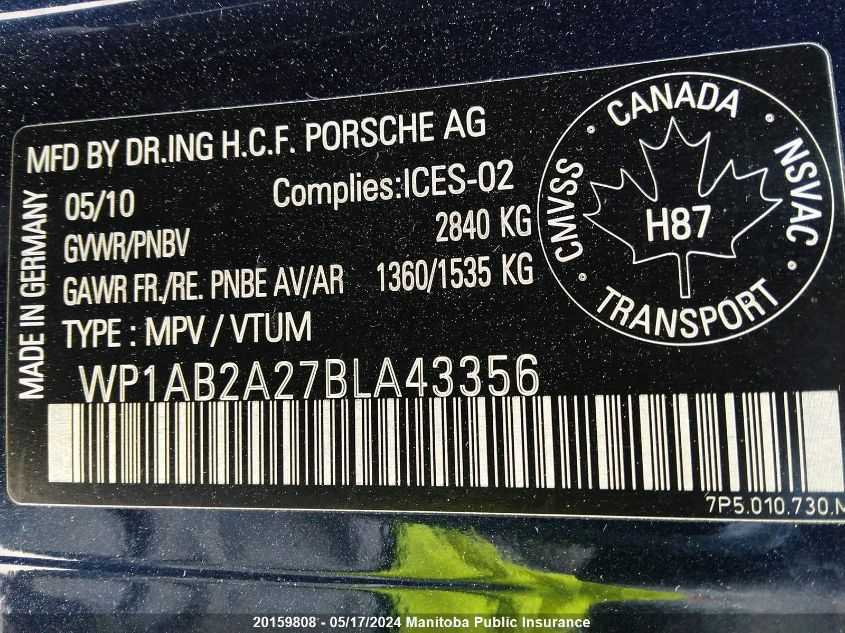 MFD BY DR.ING H.C.F. PORSCHE AG
05/10 Complies:ICES-02
GVWR/PNBV 2840 KG
GAWR FR./RE. PNBE AV/AR 1360/1535 KG
TYPE : MPV / VTUM
MADE IN GERMANY
WP1AB2A27BLA43356
CANADA
CMVSS
NSVAC
H87
TRANSPORT
7P5.010.730.M
20159808 - 05/17/2024 Manitoba Public Insurance